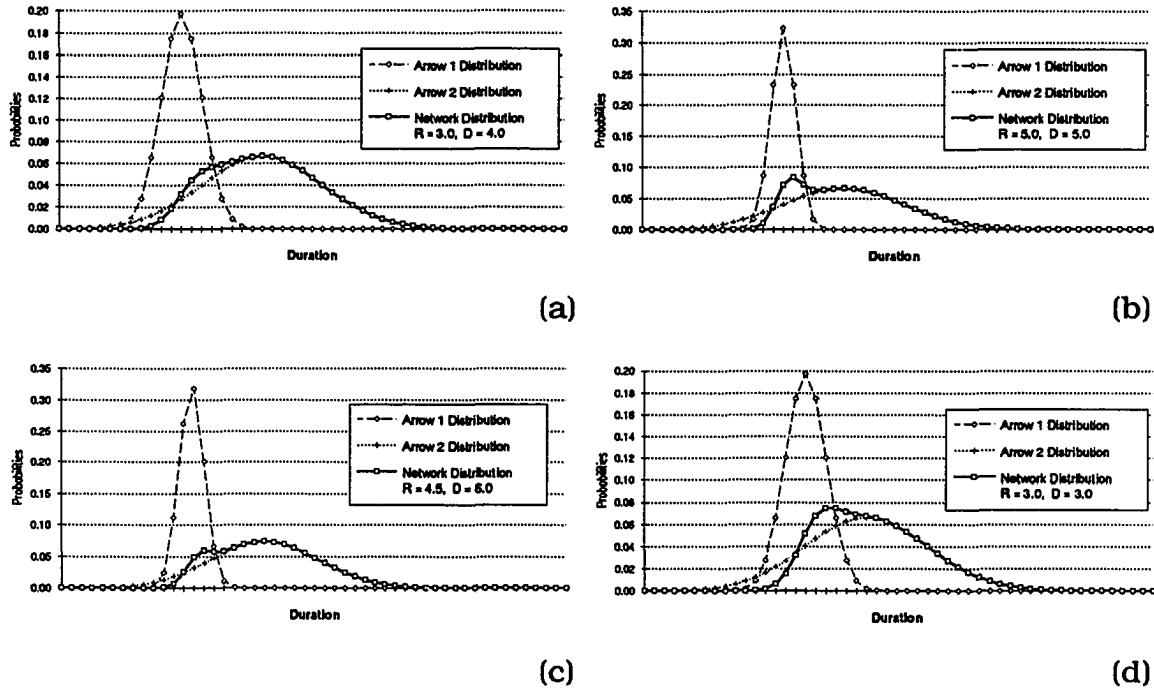 0.20
0.18
0.16
0.14
0.12
0.10
0.08
0.06
0.04
0.02
0.00
Probabilities
Duration
Arrow 1 Distribution
Arrow 2 Distribution
Network Distribution
R = 3.0, D = 4.0
(a)
0.35
0.30
0.25
0.20
0.15
0.10
0.05
0.00
Probabilities
Duration
Arrow 1 Distribution
Arrow 2 Distribution
Network Distribution
R = 5.0, D = 5.0
(b)
0.35
0.30
0.25
0.20
0.15
0.10
0.05
0.00
Probabilities
Duration
Arrow 1 Distribution
Arrow 2 Distribution
Network Distribution
R = 4.5, D = 6.0
(c)
0.20
0.18
0.16
0.14
0.12
0.10
0.08
0.06
0.04
0.02
0.00
Probabilities
Duration
Arrow 1 Distribution
Arrow 2 Distribution
Network Distribution
R = 3.0, D = 3.0
(d)